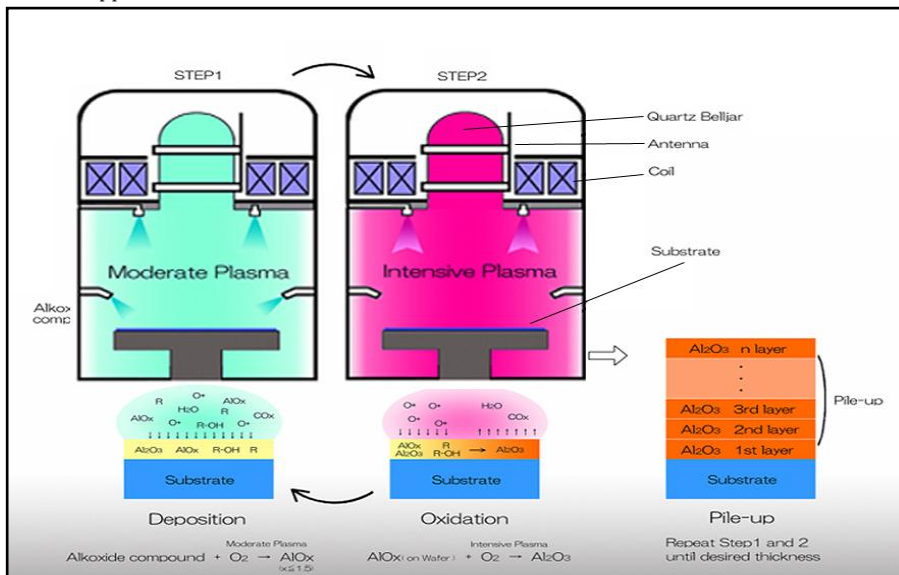 STEP1
STEP2
Quartz Belljar
Antenna
Coil
Substrate
Moderate Plasma
Intensive Plasma
R AlOx
O* H2O R COx
AlOx O* R-OH O*
Al2O3 AlOx R-OH R
Substrate
Deposition
Moderate Plasma
Alkoxide compound + O2 → AlOx
(x≦1.5)
O* O* H2O
O* O* COx
AlOx R
Al2O3 R-OH → Al2O3
Substrate
Oxidation
Intensive Plasma
AlOx(on Wafer) + O2 → Al2O3
Al2O3 n layer
Al2O3 3rd layer
Al2O3 2nd layer
Al2O3 1st layer
Pile-up
Substrate
Pile-up
Repeat Step1 and 2
until desired thickness